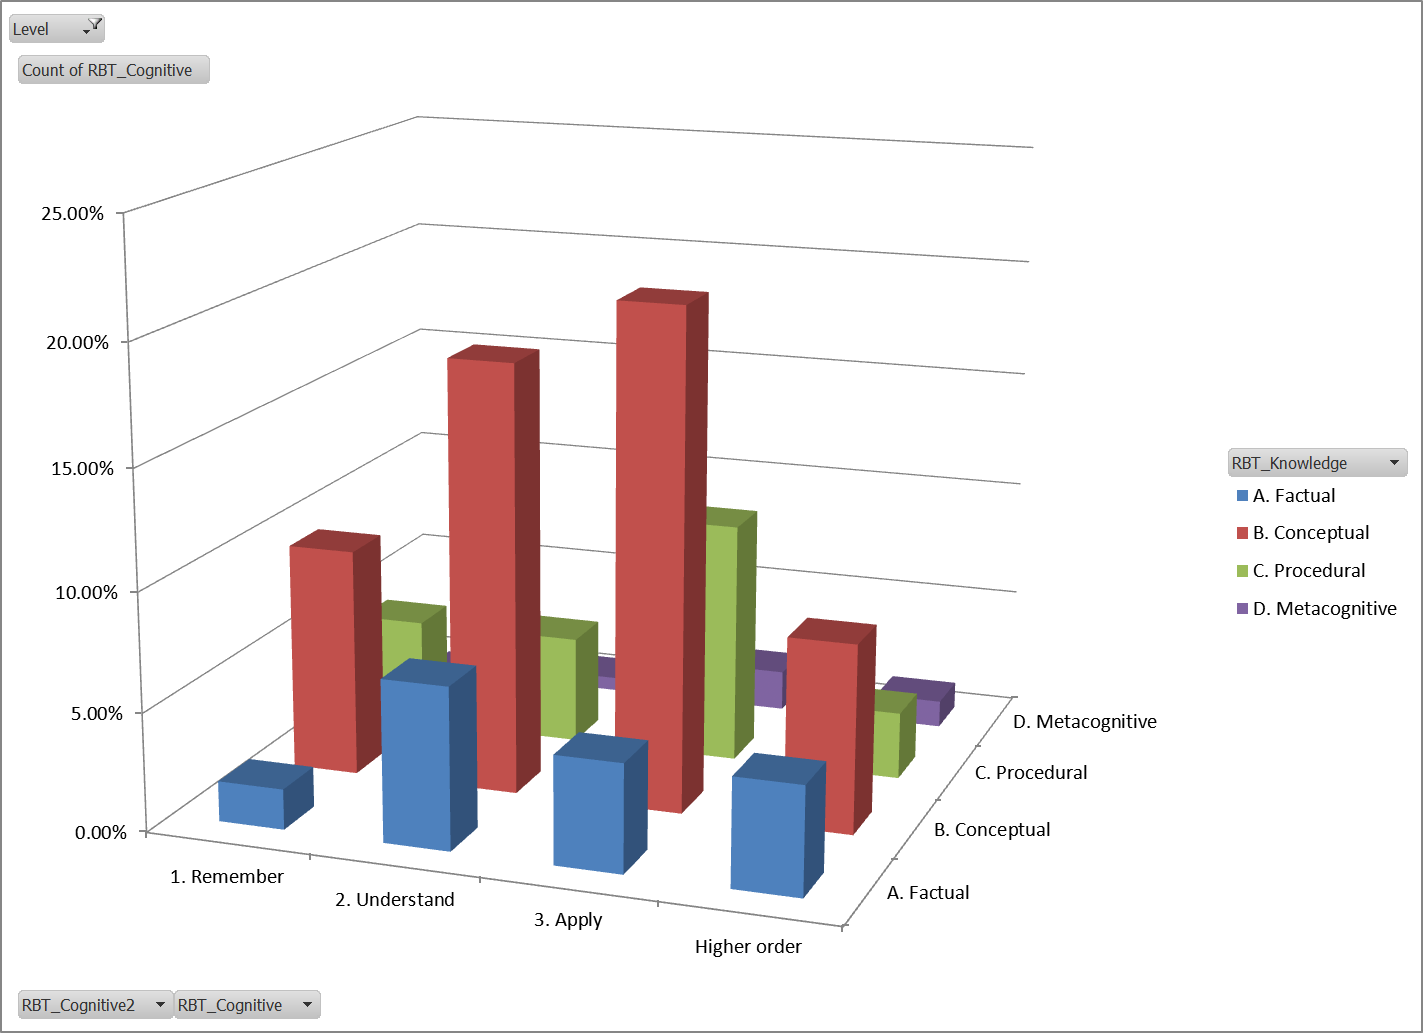 Level
Count of RBT_Cognitive
25.00%
20.00%
15.00%
10.00%
5.00%
0.00%
1. Remember
2. Understand
3. Apply
Higher order
A. Factual
B. Conceptual
C. Procedural
D. Metacognitive
RBT_Knowledge
A. Factual
B. Conceptual
C. Procedural
D. Metacognitive
RBT_Cognitive2
RBT_Cognitive